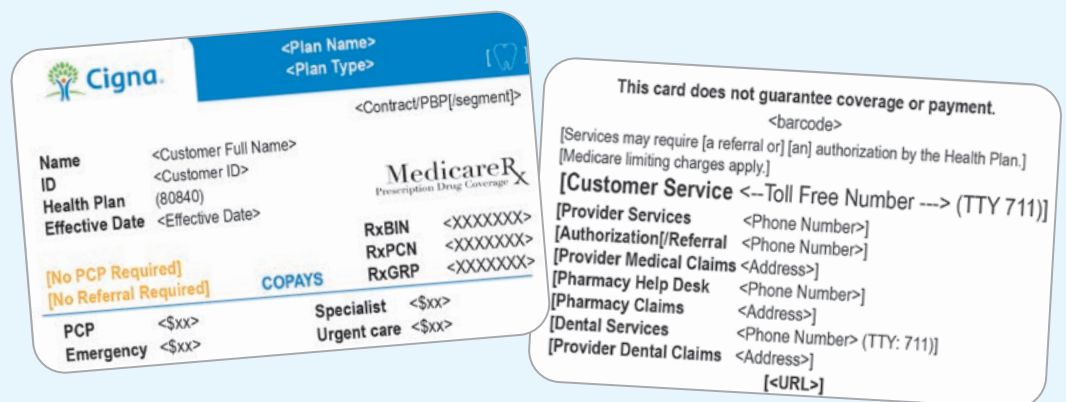 Cigna.
<Plan Name>
<Plan Type>
[ ]
<Contract/PBP[/segment]>
Name <Customer Full Name>
ID <Customer ID>
Health Plan (80840)
Effective Date <Effective Date>
MedicareRx
Prescription Drug Coverage
RxBIN <XXXXXXX>
RxPCN <XXXXXXX>
RxGRP <XXXXXXX>
[No PCP Required]
[No Referral Required]
COPAYS
PCP <$xx>
Specialist <$xx>
Emergency <$xx>
Urgent care <$xx>
This card does not guarantee coverage or payment.
<barcode>
[Services may require [a referral or] [an] authorization by the Health Plan.]
[Medicare limiting charges apply.]
[Customer Service <--Toll Free Number ---> (TTY 711)]
[Provider Services <Phone Number>]
[Authorization[/Referral <Phone Number>]
[Provider Medical Claims <Address>]
[Pharmacy Help Desk <Phone Number>]
[Pharmacy Claims <Address>]
[Dental Services <Phone Number> (TTY: 711)]
[Provider Dental Claims <Address>]
[<URL>]